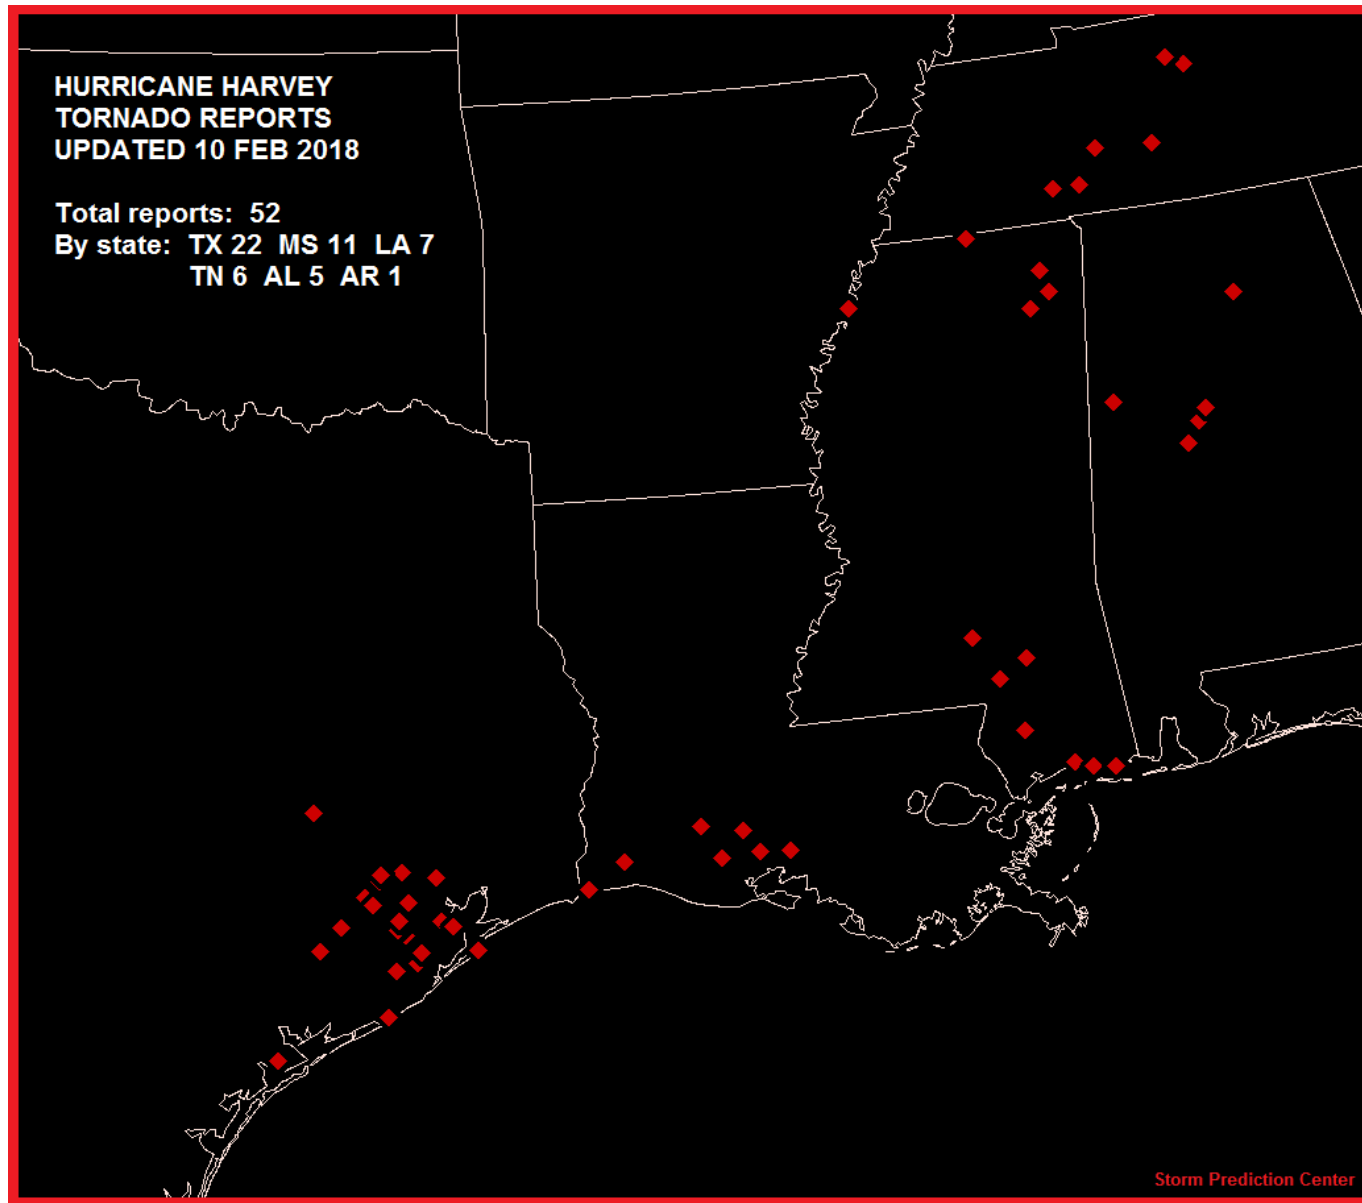 HURRICANE HARVEY
TORNADO REPORTS
UPDATED 10 FEB 2018
Total reports: 52
By state: TX 22 MS 11 LA 7
TN 6 AL 5 AR 1
Storm Prediction Center